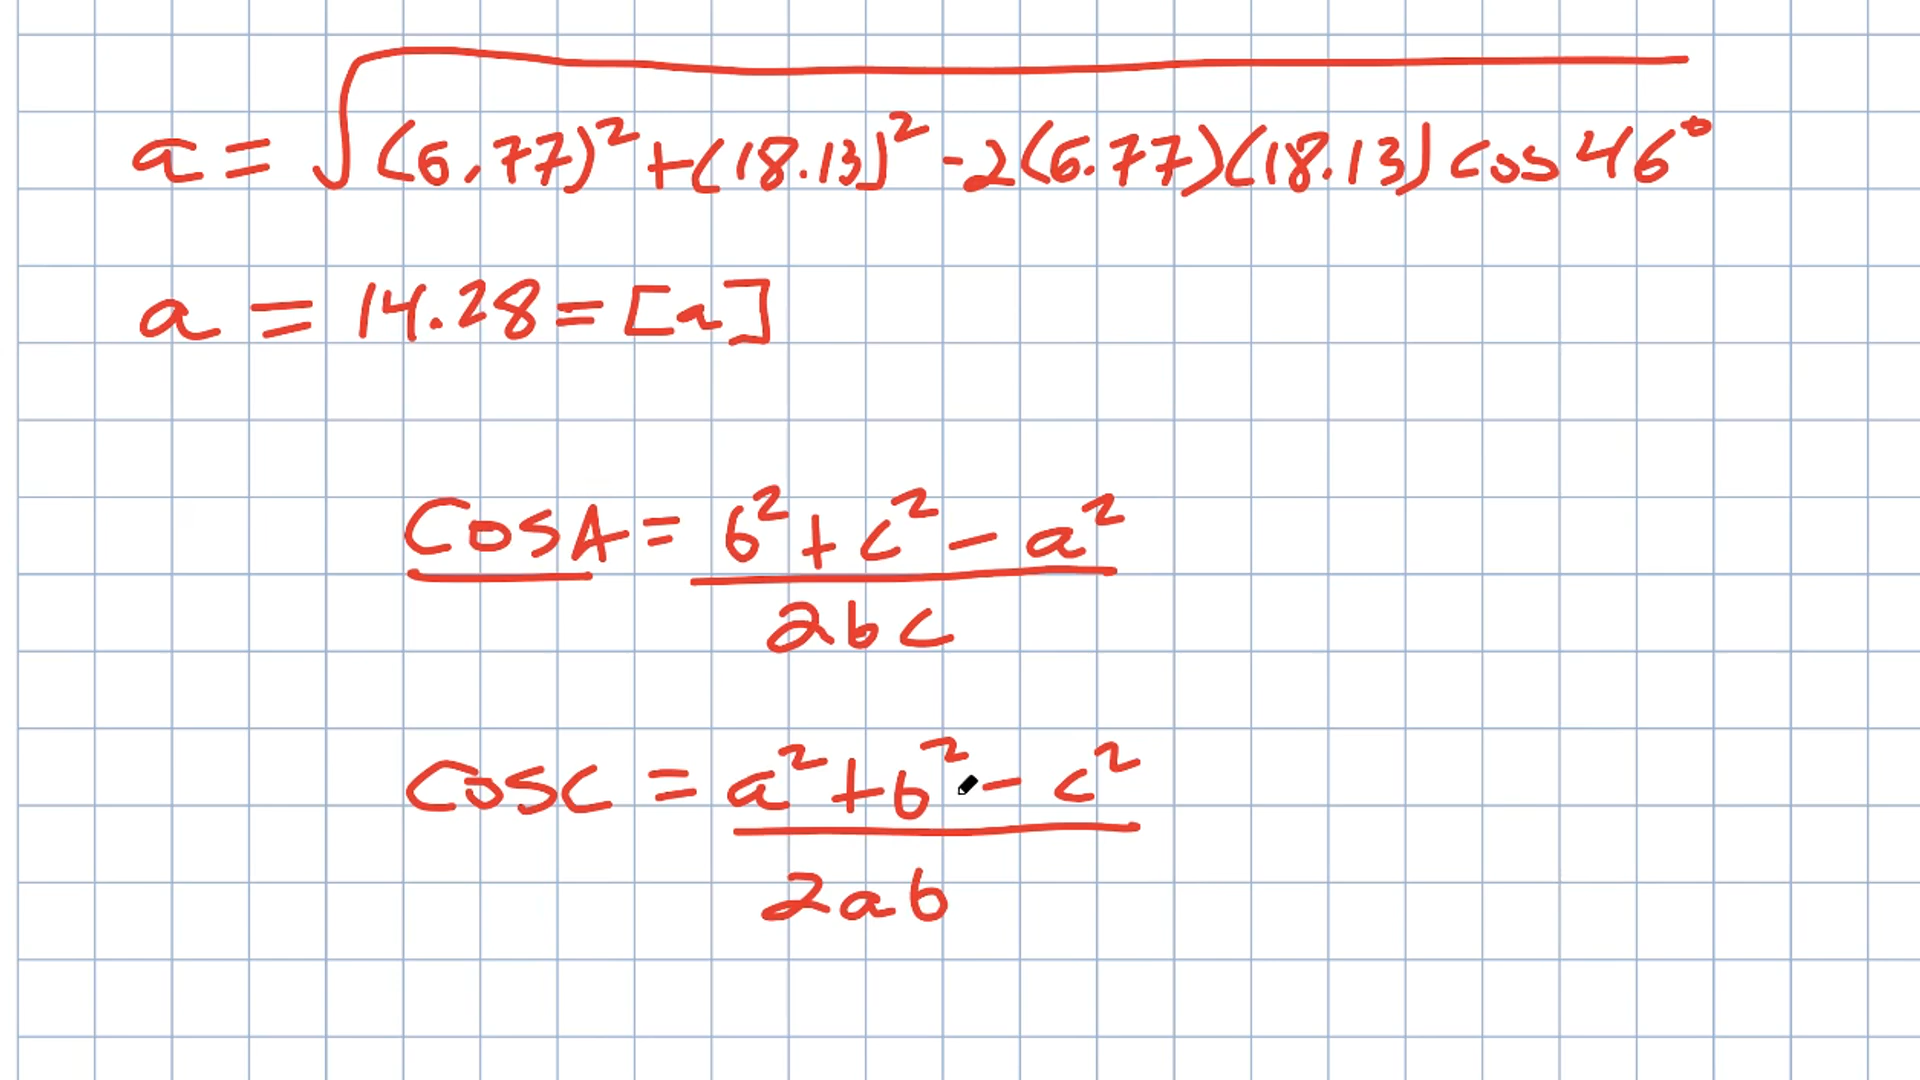 a = √(6.77)² + (18.13)² - 2(6.77)(18.13) cos 46°
a = 14.28 = [a]
COSA = b² + c² - a²
2bc
COSC = a² + b² - c²
2ab